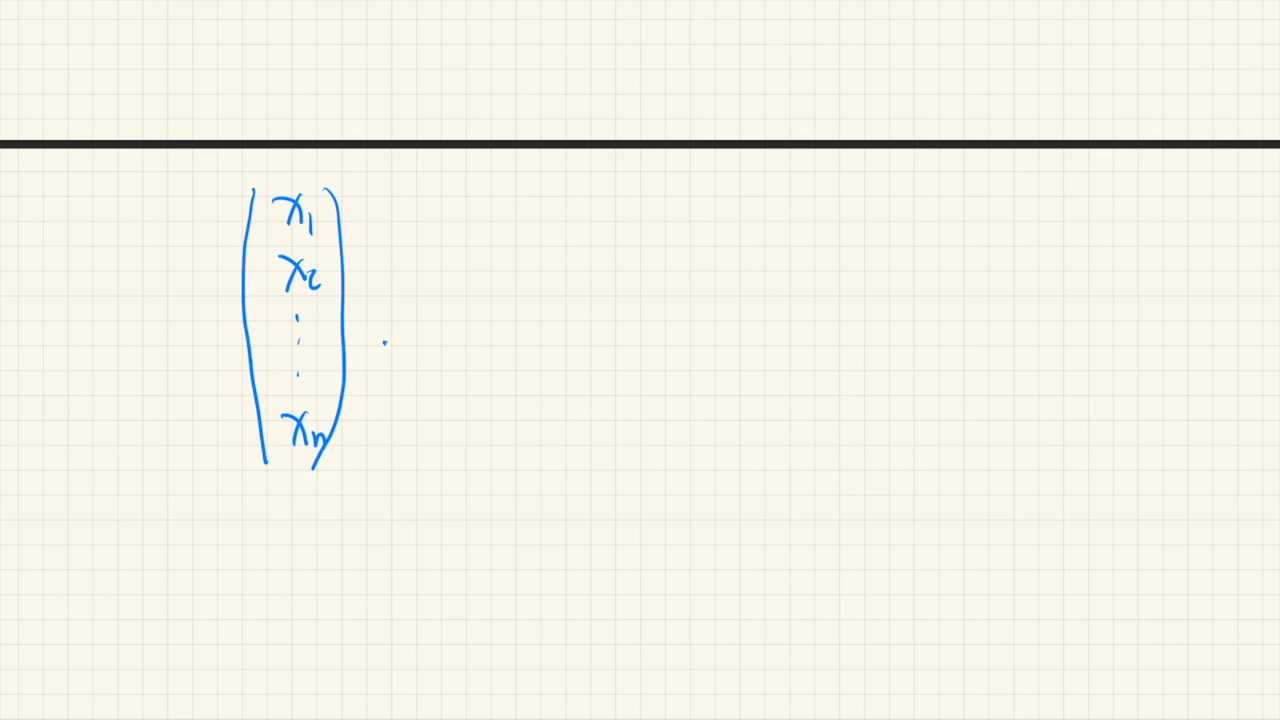 x₁
x₂
⋮
xₙ
.